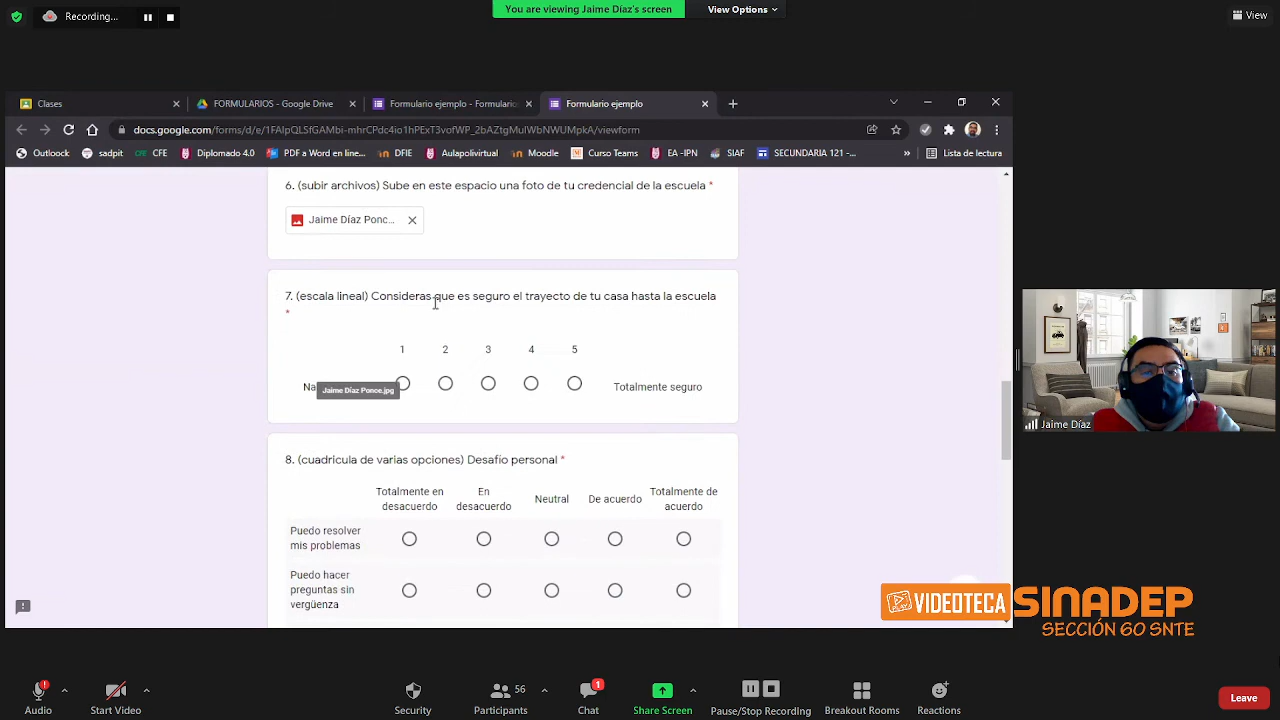 Recording...
You are viewing Jaime Díaz's screen
View Options
View
Clases
FORMULARIOS - Google Drive
Formulario ejemplo - Formularios
Formulario ejemplo
docs.google.com/forms/d/e/1FAIpQLSfGAMbi-mhrCPdc4io1hPExT3vofWP_2bAZtgMulWbNWUMpkA/viewform
Outloock
sadpit
CFE
Diplomado 4.0
PDF a Word en line...
DFIE
Aulapolivirtual
Moodle
Curso Teams
EA -IPN
SIAF
SECUNDARIA 121 -...
»
Lista de lectura
6. (subir archivos) Sube en este espacio una foto de tu credencial de la escuela *
Jaime Díaz Ponc...
7. (escala lineal) Consideras que es seguro el trayecto de tu casa hasta la escuela
*
1 2 3 4 5
Na
Jaime Díaz Ponce.jpg
Totalmente seguro
8. (cuadricula de varias opciones) Desafío personal *
Totalmente en
desacuerdo
En
desacuerdo
Neutral
De acuerdo
Totalmente de
acuerdo
Puedo resolver
mis problemas
Puedo hacer
preguntas sin
vergüenza
Jaime Díaz
VIDEOTECA
SINADEP
SECCIÓN 60 SNTE
Audio
Start Video
Security
56
Participants
1
Chat
Share Screen
Pause/Stop Recording
Breakout Rooms
Reactions
Leave